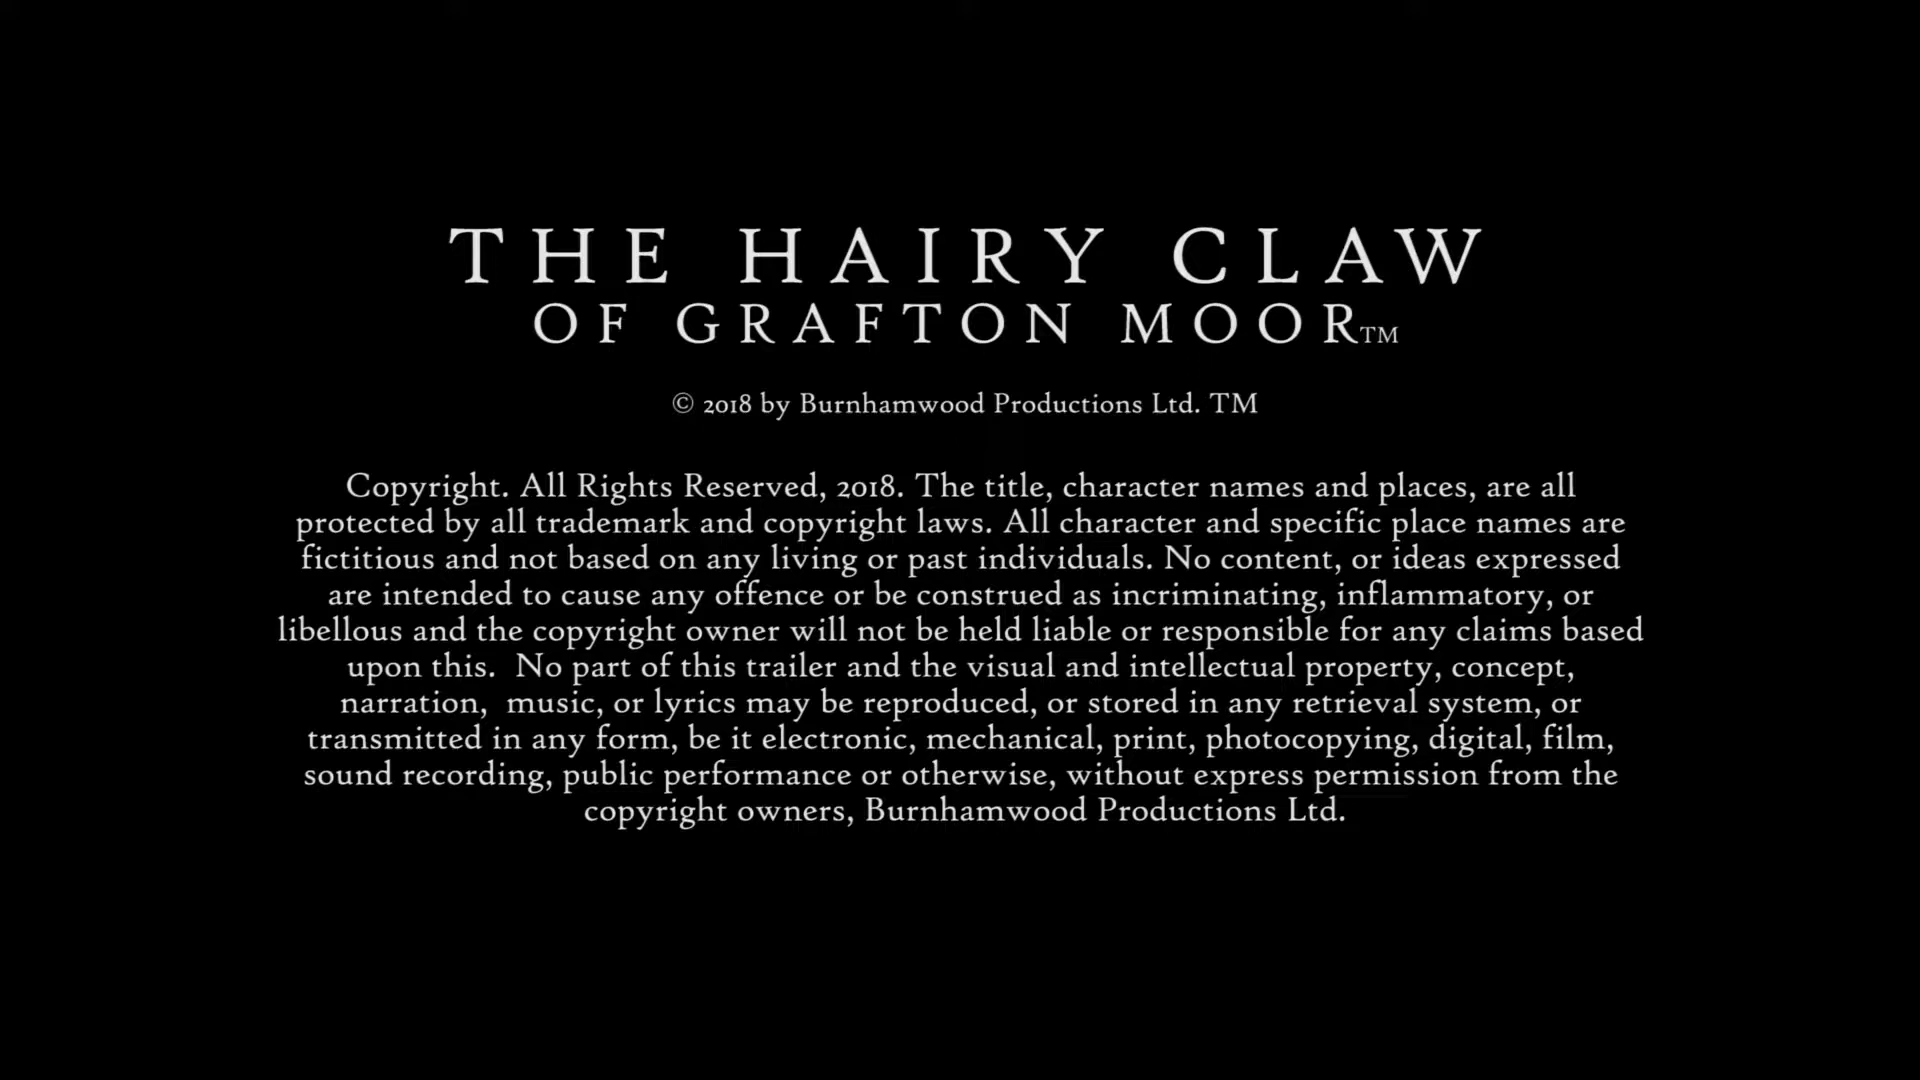 THE HAIRY CLAW
OF GRAFTON MOOR™
© 2018 by Burnhamwood Productions Ltd. TM
Copyright. All Rights Reserved, 2018. The title, character names and places, are all
protected by all trademark and copyright laws. All character and specific place names are
fictitious and not based on any living or past individuals. No content, or ideas expressed
are intended to cause any offence or be construed as incriminating, inflammatory, or
libellous and the copyright owner will not be held liable or responsible for any claims based
upon this.  No part of this trailer and the visual and intellectual property, concept,
narration,  music, or lyrics may be reproduced, or stored in any retrieval system, or
transmitted in any form, be it electronic, mechanical, print, photocopying, digital, film,
sound recording, public performance or otherwise, without express permission from the
copyright owners, Burnhamwood Productions Ltd.